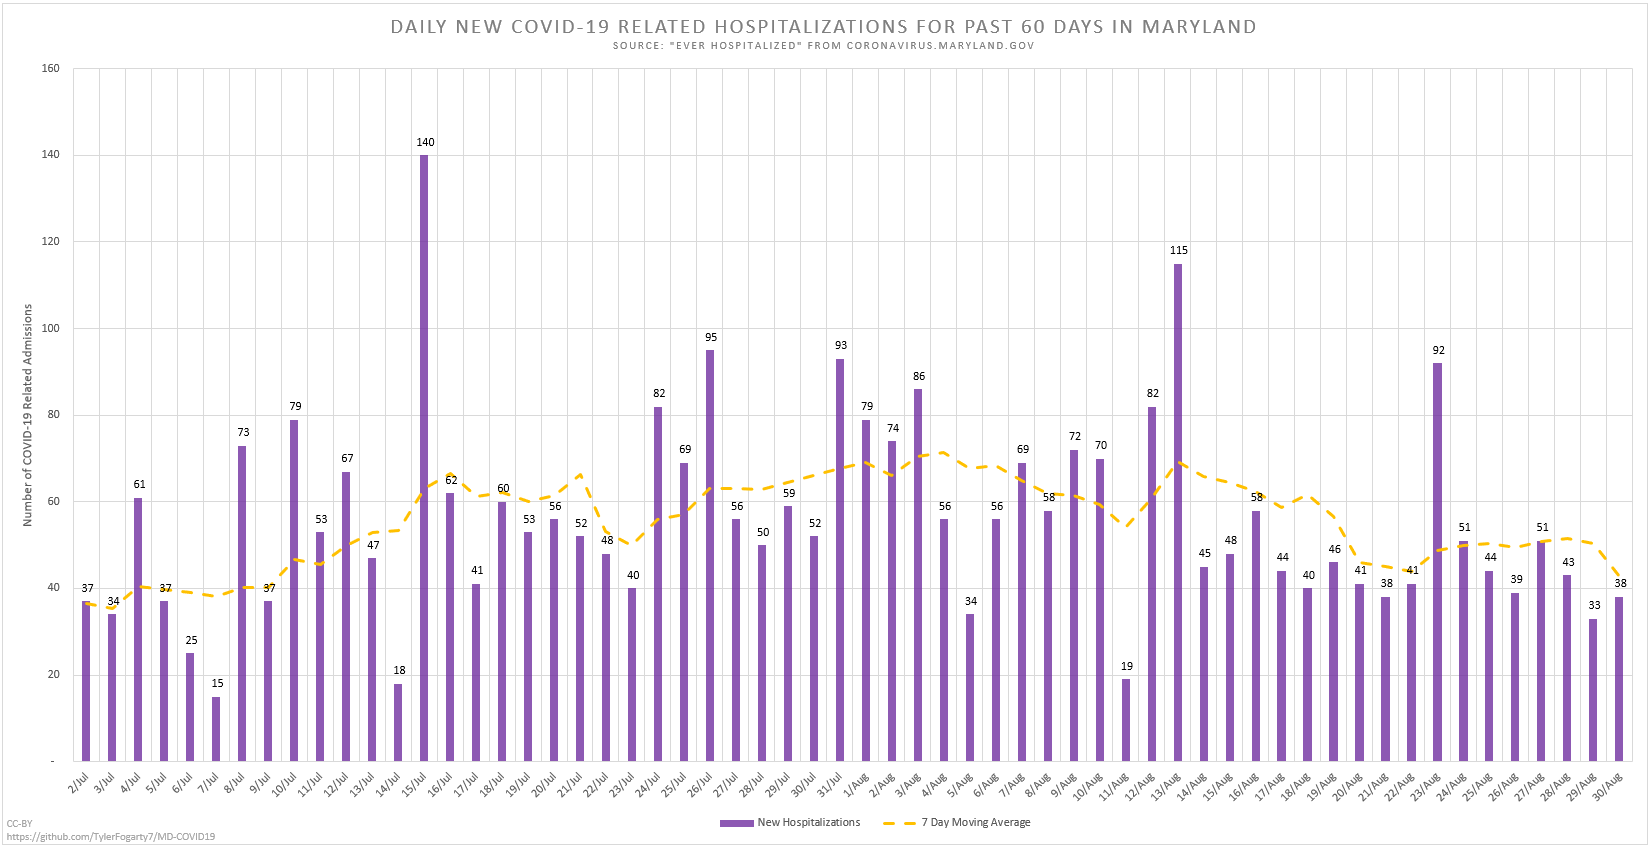 DAILY NEW COVID-19 RELATED HOSPITALIZATIONS FOR PAST 60 DAYS IN MARYLAND
SOURCE: "EVER HOSPITALIZED" FROM CORONAVIRUS.MARYLAND.GOV
Number of COVID-19 Related Admissions
160
140
120
100
80
60
40
20
-
37
34
61
37
25
15
73
37
79
53
67
47
18
140
62
41
60
53
56
52
48
40
82
69
95
56
50
59
52
93
79
74
86
56
34
56
69
58
72
70
19
82
115
45
48
58
44
40
46
41
38
41
92
51
44
39
51
43
33
38
2/Jul
3/Jul
4/Jul
5/Jul
6/Jul
7/Jul
8/Jul
9/Jul
10/Jul
11/Jul
12/Jul
13/Jul
14/Jul
15/Jul
16/Jul
17/Jul
18/Jul
19/Jul
20/Jul
21/Jul
22/Jul
23/Jul
24/Jul
25/Jul
26/Jul
27/Jul
28/Jul
29/Jul
30/Jul
31/Jul
1/Aug
2/Aug
3/Aug
4/Aug
5/Aug
6/Aug
7/Aug
8/Aug
9/Aug
10/Aug
11/Aug
12/Aug
13/Aug
14/Aug
15/Aug
16/Aug
17/Aug
18/Aug
19/Aug
20/Aug
21/Aug
22/Aug
23/Aug
24/Aug
25/Aug
26/Aug
27/Aug
28/Aug
29/Aug
30/Aug
New Hospitalizations
7 Day Moving Average
CC-BY
https://github.com/TylerFogarty7/MD-COVID19